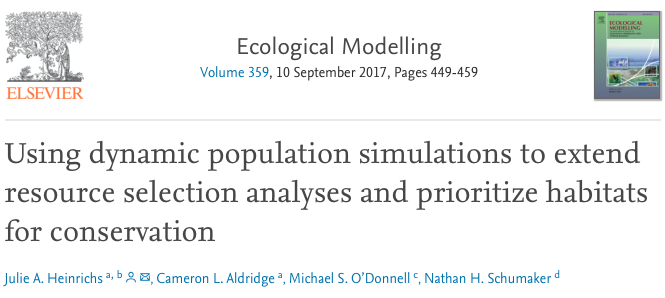 Ecological Modelling
Volume 359, 10 September 2017, Pages 449-459
ELSEVIER
ECOLOGICAL
MODELLING
Using dynamic population simulations to extend
resource selection analyses and prioritize habitats
for conservation
Julie A. Heinrichs a, b, Cameron L. Aldridge a, Michael S. O'Donnell c, Nathan H. Schumaker d